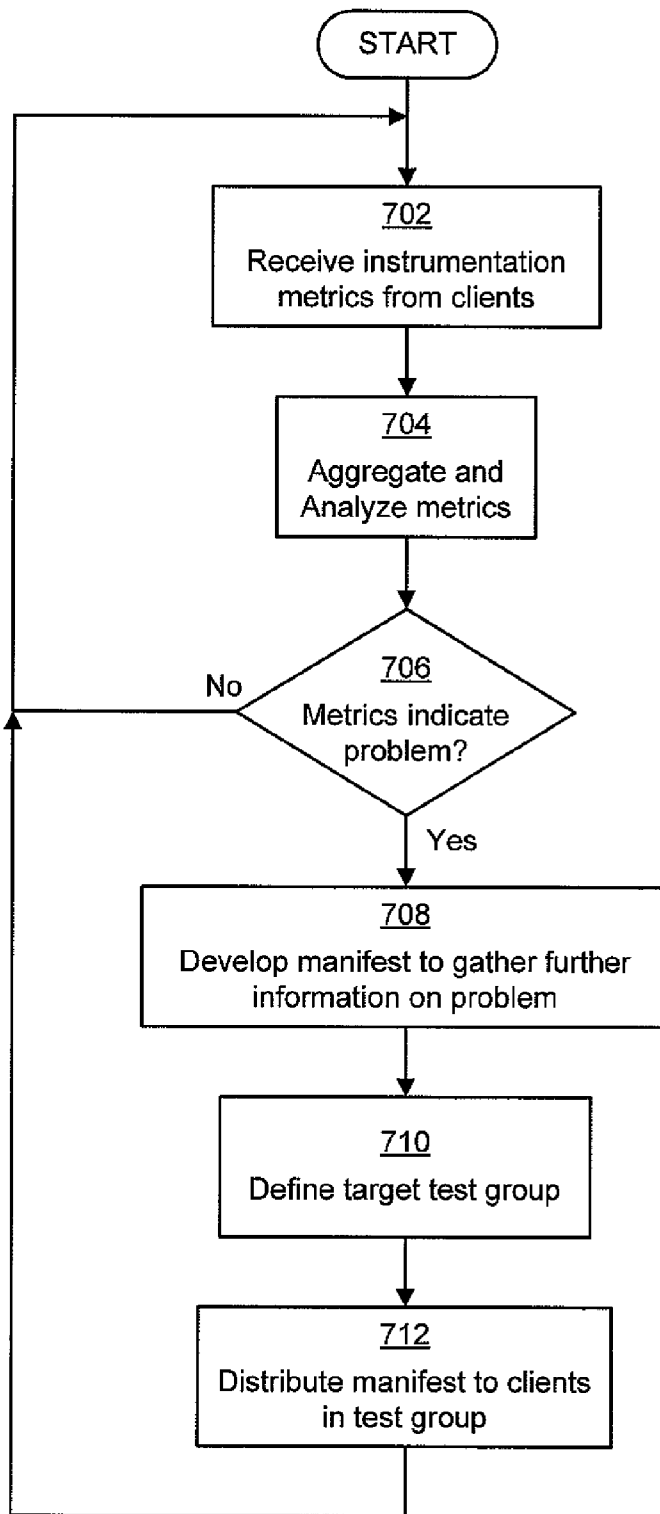 START
702
Receive instrumentation
metrics from clients
704
Aggregate and
Analyze metrics
706
No
Metrics indicate
problem?
Yes
708
Develop manifest to gather further
information on problem
710
Define target test group
712
Distribute manifest to clients
in test group